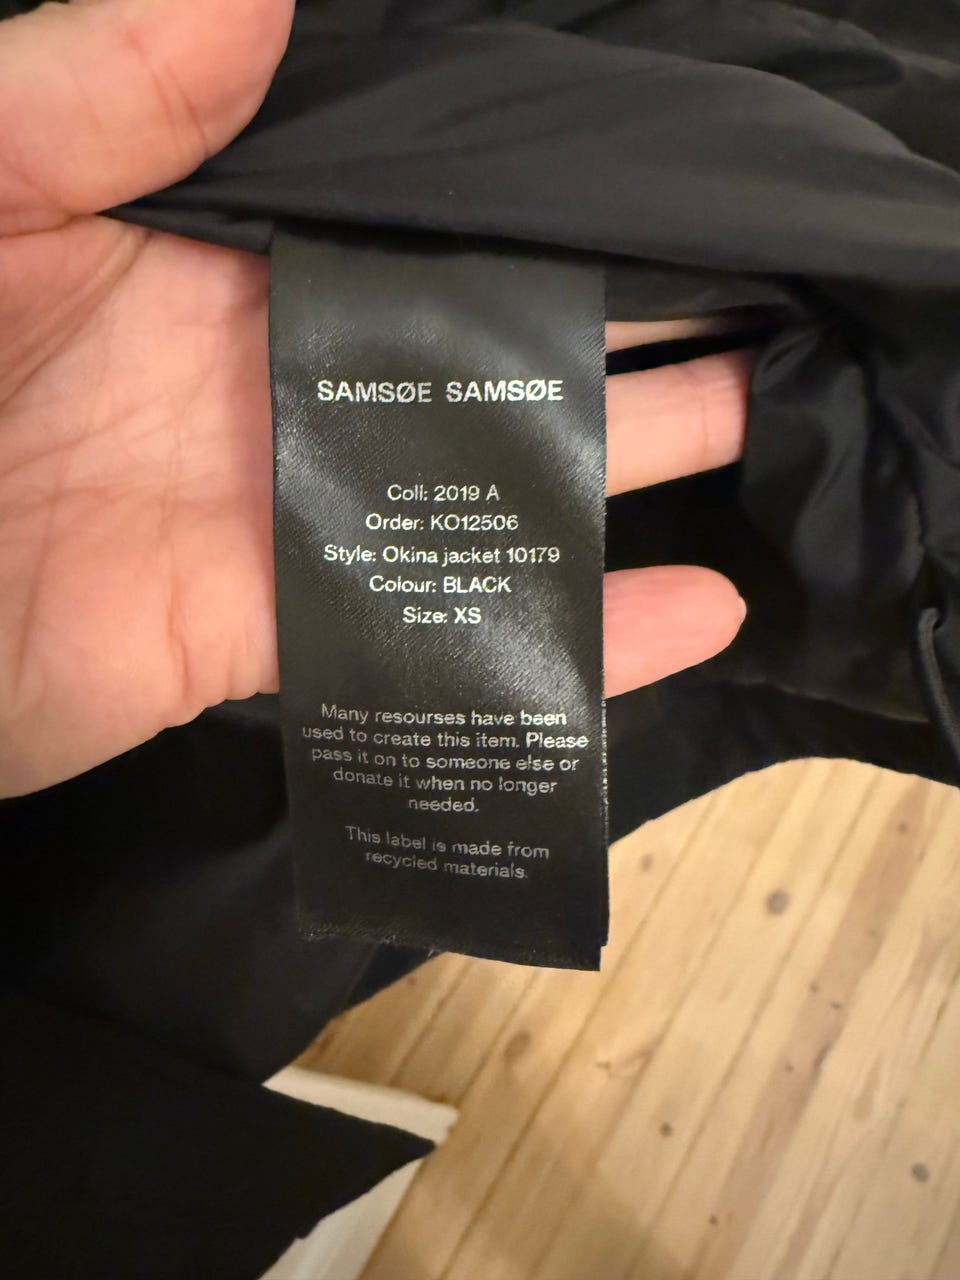 SAMSØE SAMSØE
Coll: 2019 A
Order: KO12506
Style: Okina jacket 10179
Colour: BLACK
Size: XS
Many resourses have been
used to create this item. Please
pass it on to someone else or
donate it when no longer
needed.
This label is made from
recycled materials.